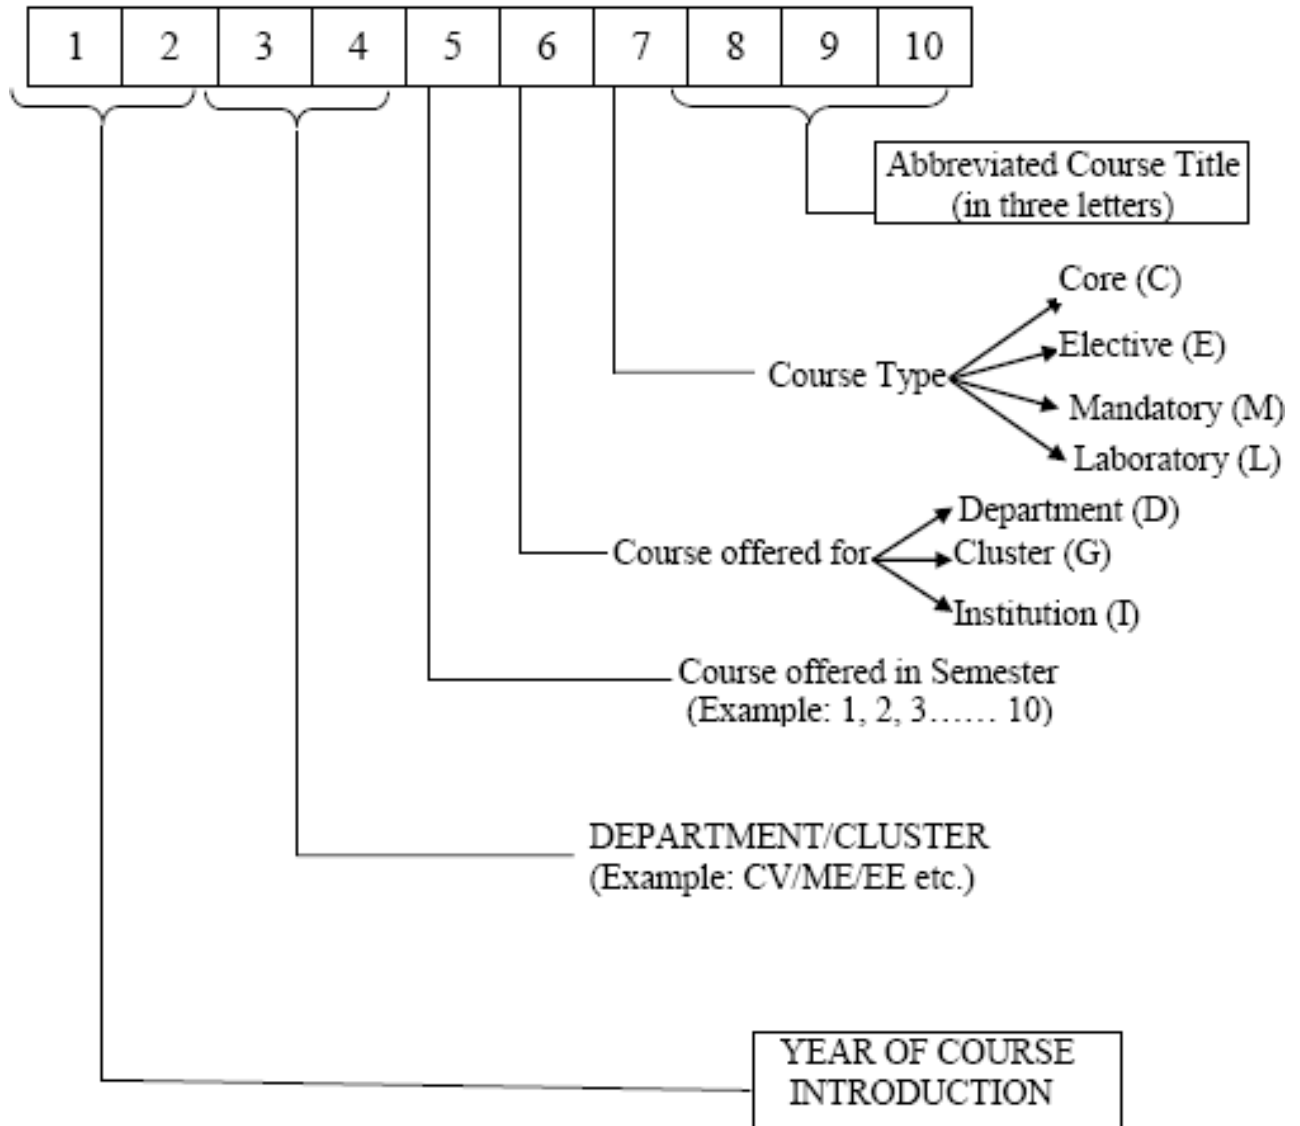 1 2 3 4 5 6 7 8 9 10
Abbreviated Course Title
(in three letters)
Core (C)
Elective (E)
Course Type
Mandatory (M)
Laboratory (L)
Department (D)
Course offered for
Cluster (G)
Institution (I)
Course offered in Semester
(Example: 1, 2, 3…… 10)
DEPARTMENT/CLUSTER
(Example: CV/ME/EE etc.)
YEAR OF COURSE
INTRODUCTION